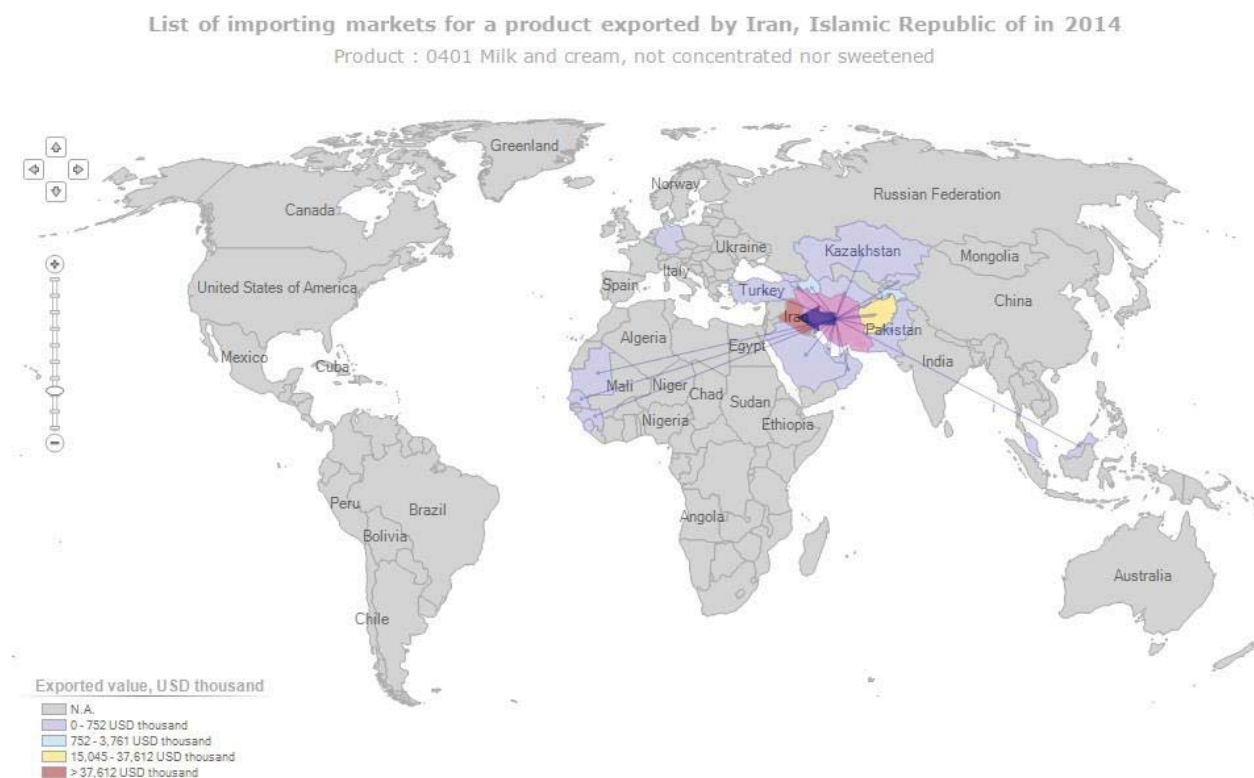 List of importing markets for a product exported by Iran, Islamic Republic of in 2014
Product : 0401 Milk and cream, not concentrated nor sweetened
Greenland
Norway
Russian Federation
Canada
Ukraine
Kazakhstan
Mongolia
Italy
Spain
Turkey
United States of America
China
Iran
Pakistan
Algeria
Egypt
Mexico
Cuba
India
Mali
Niger
Chad
Sudan
Nigeria
Ethiopia
Peru
Brazil
Angola
Bolivia
Australia
Chile
Exported value, USD thousand
N.A.
0 - 752 USD thousand
752 - 3,761 USD thousand
15,045 - 37,612 USD thousand
> 37,612 USD thousand